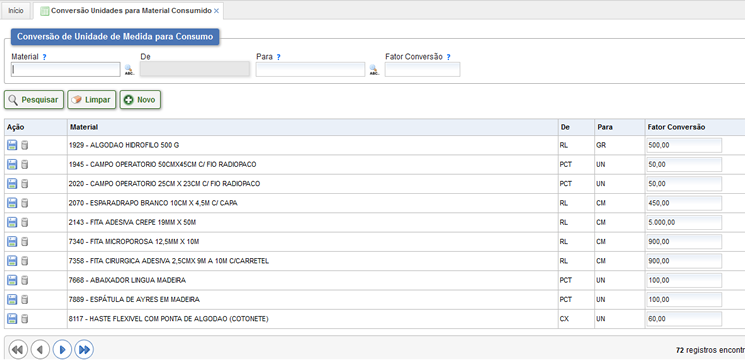 Início Conversão Unidades para Material Consumido ×
Conversão de Unidade de Medida para Consumo
Material ? De Para ? Fator Conversão ?
ABC. ABC.
Pesquisar Limpar Novo
Ação Material De Para Fator Conversão
1929 - ALGODAO HIDROFILO 500 G RL GR 500,00
1945 - CAMPO OPERATORIO 50CMX45CM C/ FIO RADIOPACO PCT UN 50,00
2020 - CAMPO OPERATORIO 25CM X 23CM C/ FIO RADIOPACO PCT UN 50,00
2070 - ESPARADRAPO BRANCO 10CM X 4,5M C/ CAPA RL CM 450,00
2143 - FITA ADESIVA CREPE 19MM X 50M RL CM 5.000,00
7340 - FITA MICROPOROSA 12,5MM X 10M RL CM 900,00
7358 - FITA CIRURGICA ADESIVA 2,5CMX 9M A 10M C/CARRETEL RL CM 900,00
7668 - ABAIXADOR LINGUA MADEIRA PCT UN 100,00
7889 - ESPÁTULA DE AYRES EM MADEIRA PCT UN 100,00
8117 - HASTE FLEXIVEL COM PONTA DE ALGODAO (COTONETE) CX UN 60,00
72 registros encontr